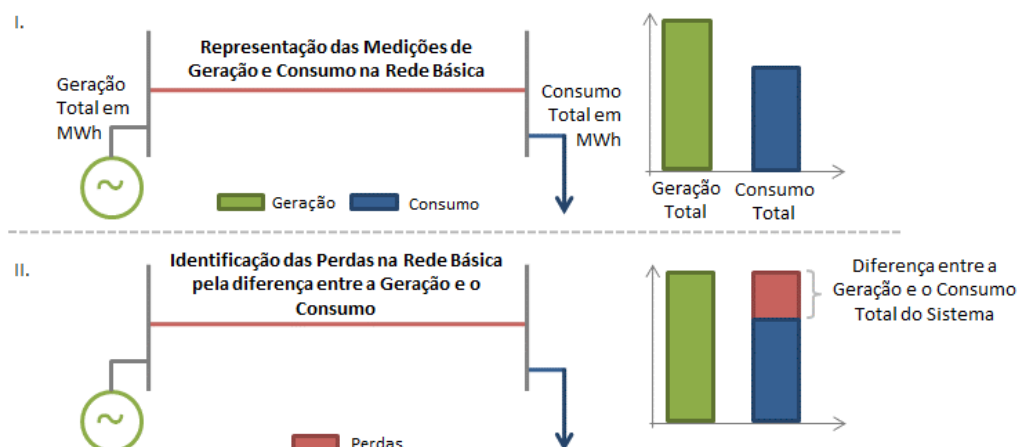 I.
Representação das Medições de
Geração e Consumo na Rede Básica
Geração
Total em
MWh
Consumo
Total em
MWh
Geração
Consumo
Geração
Total
Consumo
Total
II.
Identificação das Perdas na Rede Básica
pela diferença entre a Geração e o
Consumo
Diferença entre a
Geração e o Consumo
Total do Sistema
Perdas